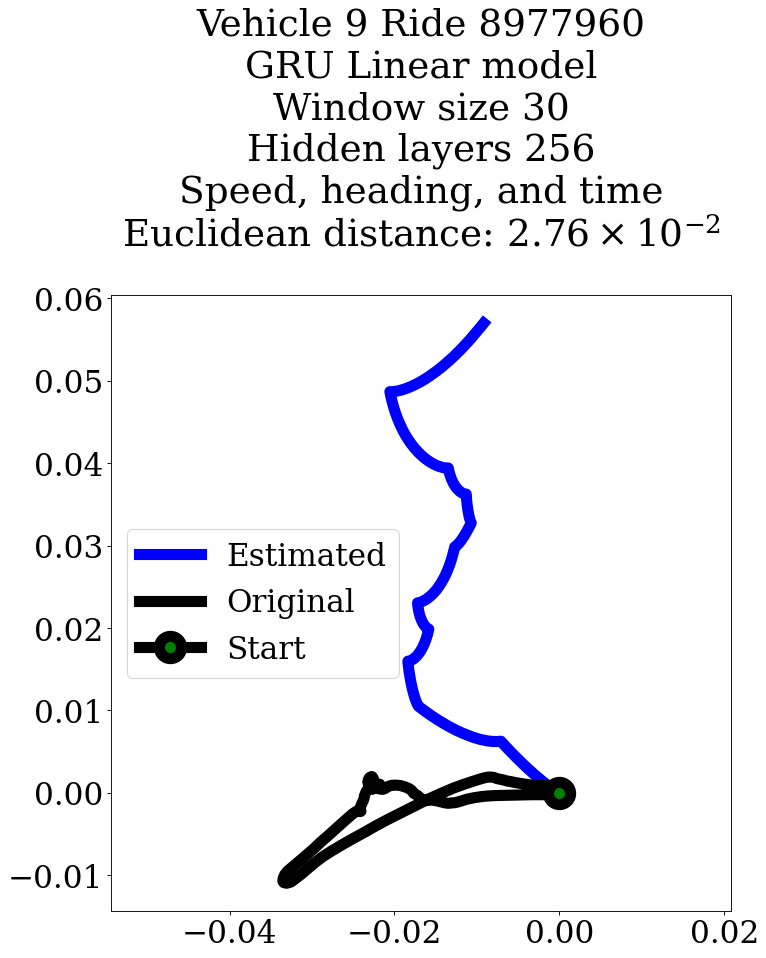 Vehicle 9 Ride 8977960
GRU Linear model
Window size 30
Hidden layers 256
Speed, heading, and time
Euclidean distance: 2.76 × 10⁻²
0.06
0.05
0.04
0.03
0.02
0.01
0.00
−0.01
Estimated
Original
Start
−0.04
−0.02
0.00
0.02